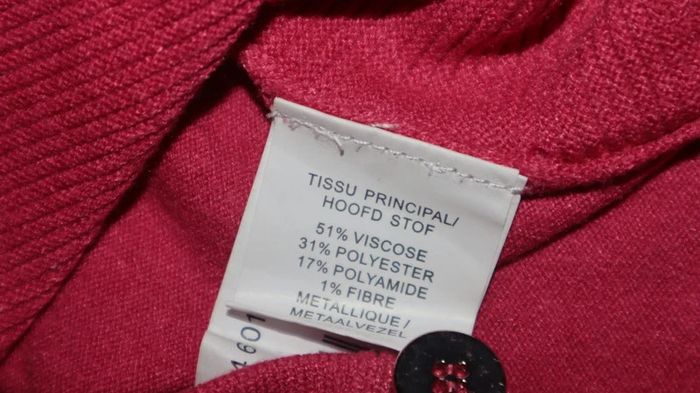 TISSU PRINCIPAL/
HOOFD STOF
51% VISCOSE
31% POLYESTER
17% POLYAMIDE
1% FIBRE
METALLIQUE/
METAALVEZEL